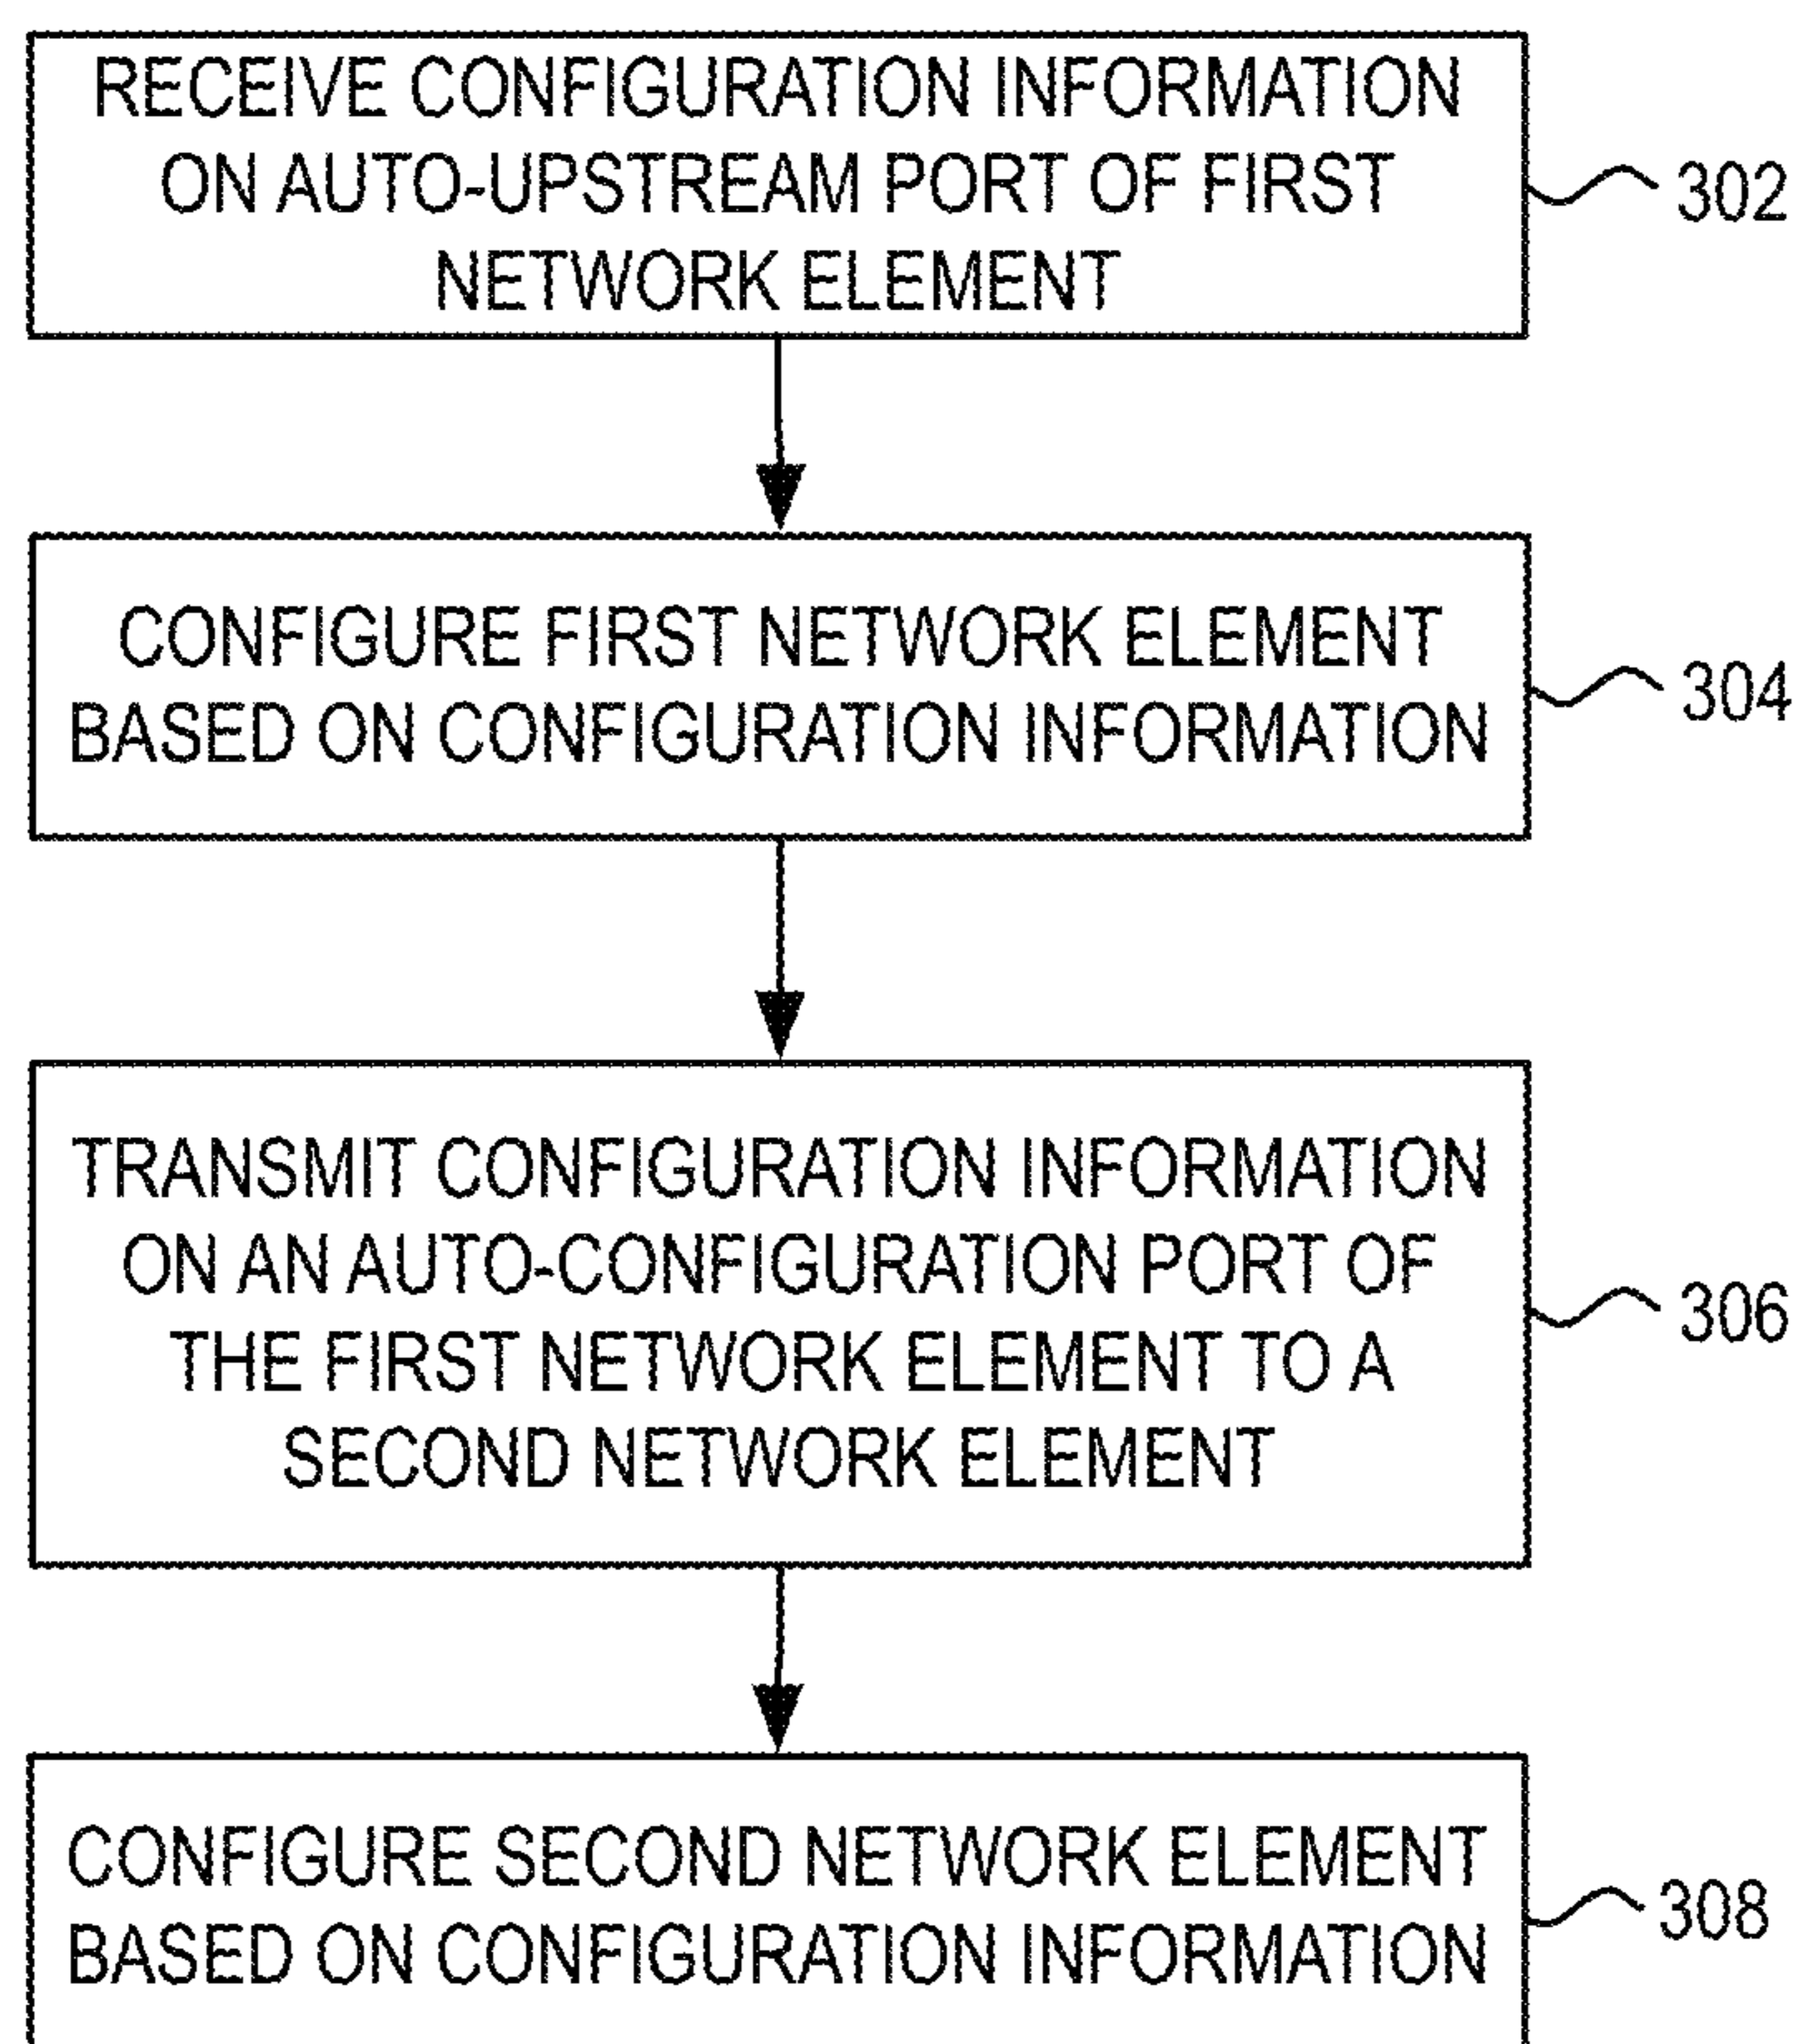 RECEIVE CONFIGURATION INFORMATION
ON AUTO-UPSTREAM PORT OF FIRST
NETWORK ELEMENT
302
CONFIGURE FIRST NETWORK ELEMENT
BASED ON CONFIGURATION INFORMATION
304
TRANSMIT CONFIGURATION INFORMATION
ON AN AUTO-CONFIGURATION PORT OF
THE FIRST NETWORK ELEMENT TO A
SECOND NETWORK ELEMENT
306
CONFIGURE SECOND NETWORK ELEMENT
BASED ON CONFIGURATION INFORMATION
308